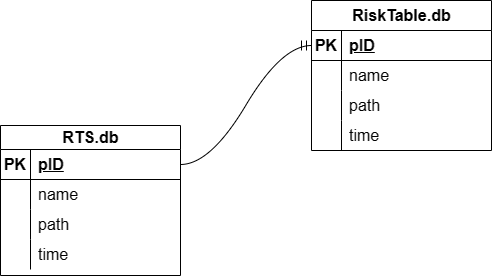 RiskTable.db
PK pID
name
path
time
RTS.db
PK pID
name
path
time